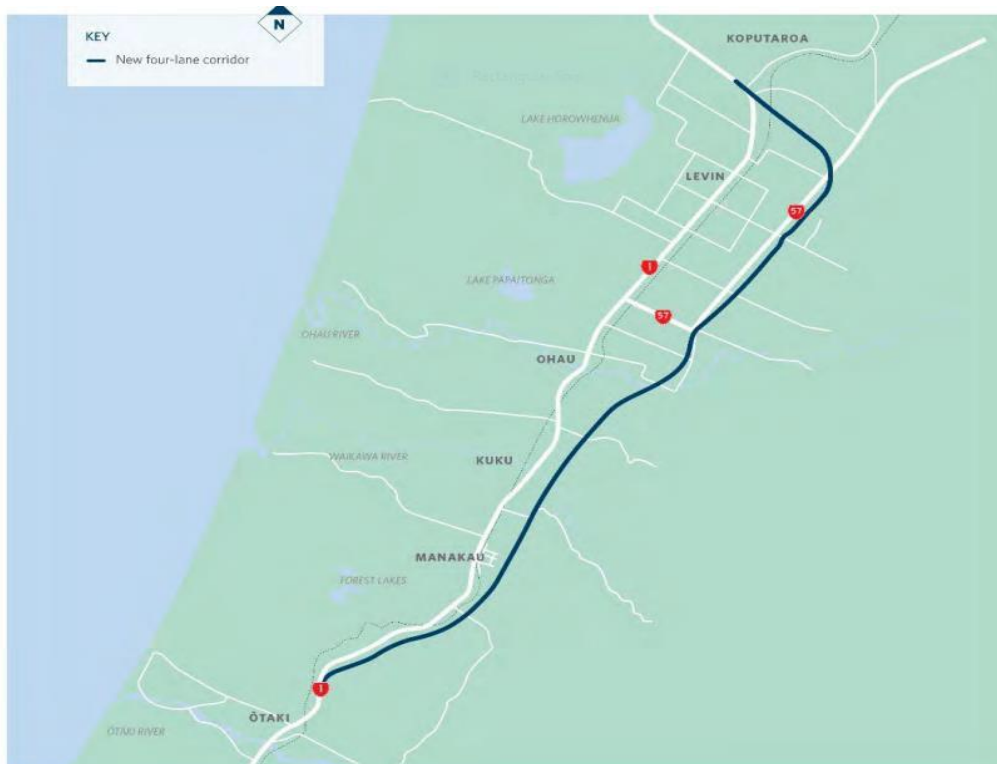 N
KEY
New four-lane corridor
KOPUTAROA
LAKE HOROWHENUA
LEVIN
57
1
LAKE PAPAITONGA
57
OHAU RIVER
OHAU
WAIKAWA RIVER
KUKU
MANAKAU
FOREST LAKES
1
ŌTAKI
ŌTAKI RIVER